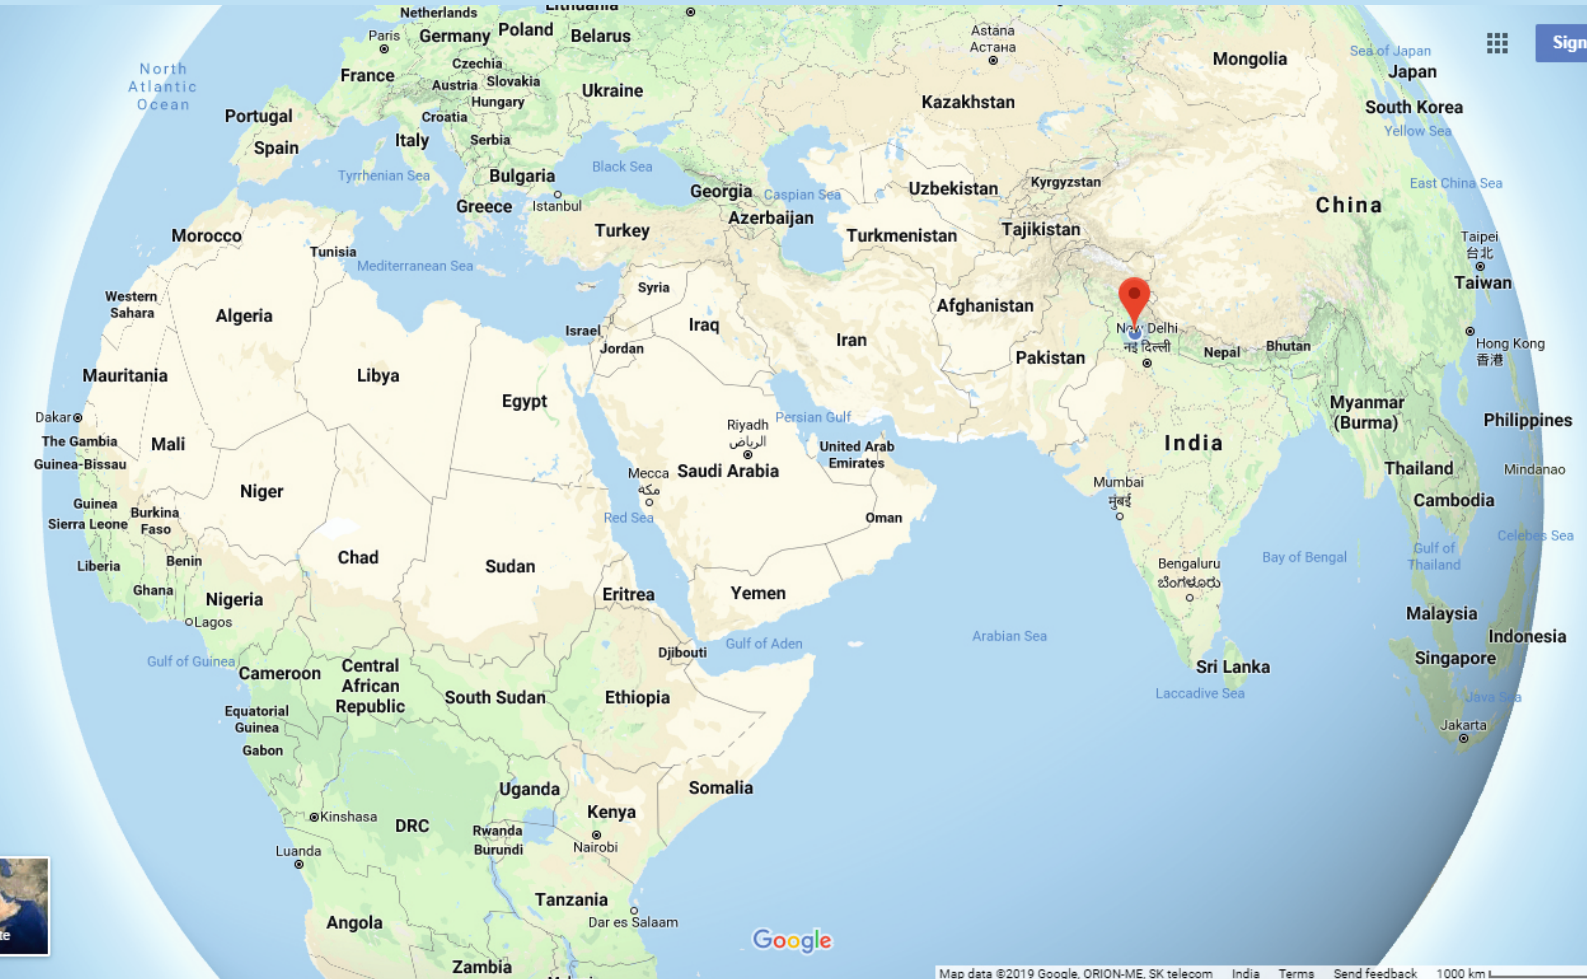 Lithuania
Netherlands
Paris
Germany
Poland
Belarus
Astana
Астана
Mongolia
Sea of Japan
Japan
Sign
North
Atlantic
Ocean
France
Czechia
Austria
Slovakia
Hungary
Ukraine
Kazakhstan
South Korea
Yellow Sea
Portugal
Spain
Italy
Croatia
Serbia
Tyrrhenian Sea
Bulgaria
Black Sea
Georgia
Caspian Sea
Uzbekistan
Kyrgyzstan
East China Sea
Greece
Istanbul
Azerbaijan
China
Morocco
Tunisia
Turkey
Turkmenistan
Tajikistan
Taipei
台北
Taiwan
Mediterranean Sea
Western
Sahara
Algeria
Syria
Iraq
Afghanistan
Israel
Jordan
Iran
New Delhi
नई दिल्ली
Pakistan
Nepal
Bhutan
Hong Kong
香港
Mauritania
Libya
Egypt
Dakar
The Gambia
Mali
Guinea-Bissau
Riyadh
الرياض
Persian Gulf
United Arab
Emirates
Myanmar
(Burma)
Philippines
India
Niger
Mecca
مكة
Saudi Arabia
Mumbai
मुंबई
Thailand
Mindanao
Cambodia
Guinea
Sierra Leone
Burkina
Faso
Red Sea
Oman
Celebes Sea
Liberia
Benin
Chad
Sudan
Bengaluru
ಬೆಂಗಳೂರು
Bay of Bengal
Gulf of
Thailand
Ghana
Nigeria
Lagos
Eritrea
Yemen
Malaysia
Gulf of Guinea
Cameroon
Central
African
Republic
Djibouti
Gulf of Aden
Arabian Sea
Indonesia
Singapore
Sri Lanka
Laccadive Sea
Java Sea
Equatorial
Guinea
Gabon
South Sudan
Ethiopia
Jakarta
Uganda
Somalia
Kinshasa
DRC
Rwanda
Burundi
Kenya
Nairobi
Luanda
Tanzania
Dar es Salaam
Angola
te
Google
Zambia
Map data ©2019 Google, ORION-ME, SK telecom India Terms Send feedback 1000 km